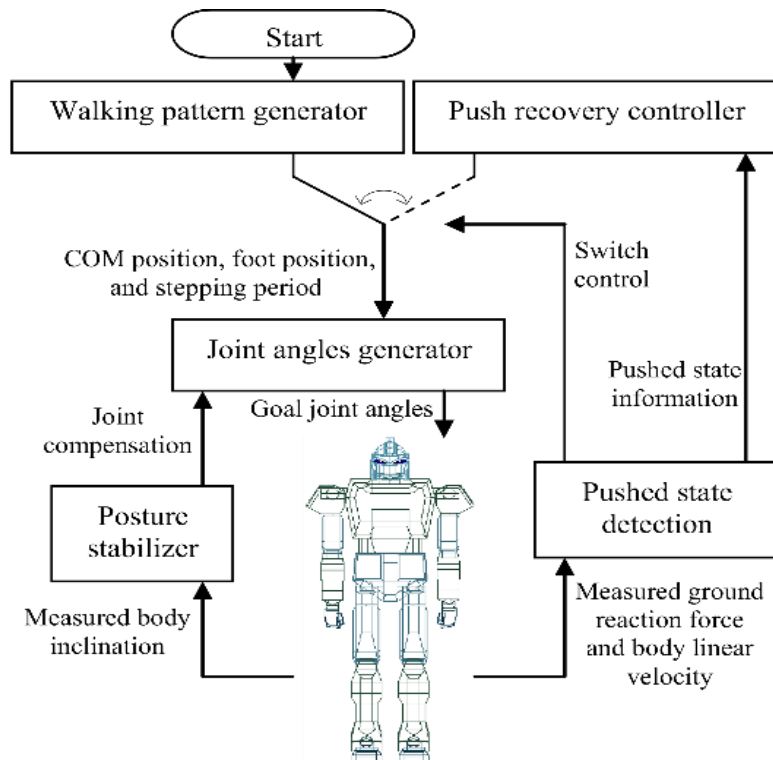 Start
Walking pattern generator
Push recovery controller
COM position, foot position,
and stepping period
Switch
control
Joint angles generator
Goal joint angles
Pushed state
information
Joint
compensation
Posture
stabilizer
Pushed state
detection
Measured body
inclination
Measured ground
reaction force
and body linear
velocity